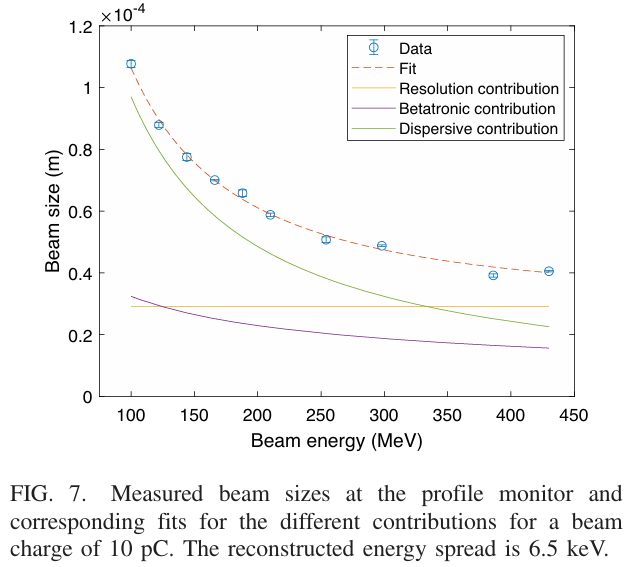 ×10⁻⁴
1.2
1
0.8
0.6
0.4
0.2
0
Beam size (m)
Data
Fit
Resolution contribution
Betatronic contribution
Dispersive contribution
100 150 200 250 300 350 400 450
Beam energy (MeV)
FIG. 7. Measured beam sizes at the profile monitor and
corresponding fits for the different contributions for a beam
charge of 10 pC. The reconstructed energy spread is 6.5 keV.